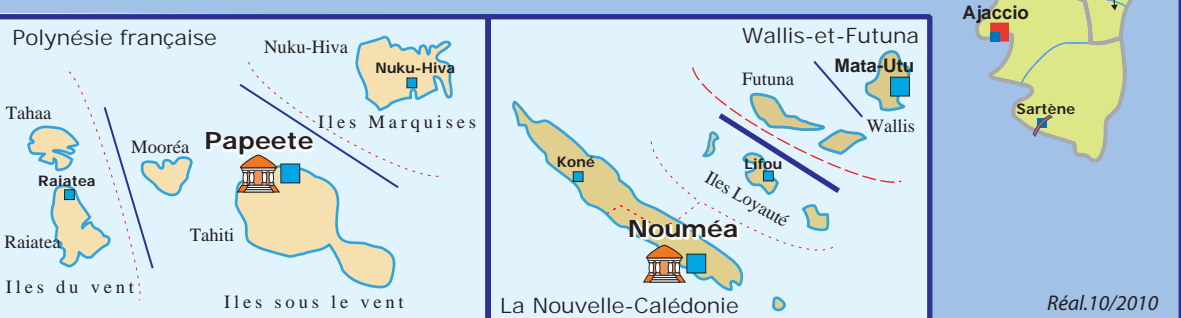 Polynésie française
Nuku-Hiva
Nuku-Hiva
Iles Marquises
Tahaa
Mooréa
Papeete
Raiatea
Raiatea
Tahiti
Iles du vent
Iles sous le vent
Wallis-et-Futuna
Mata-Utu
Futuna
Wallis
Koné
Lifou
Iles Loyauté
Nouméa
La Nouvelle-Calédonie
Ajaccio
Sartène
Réal.10/2010